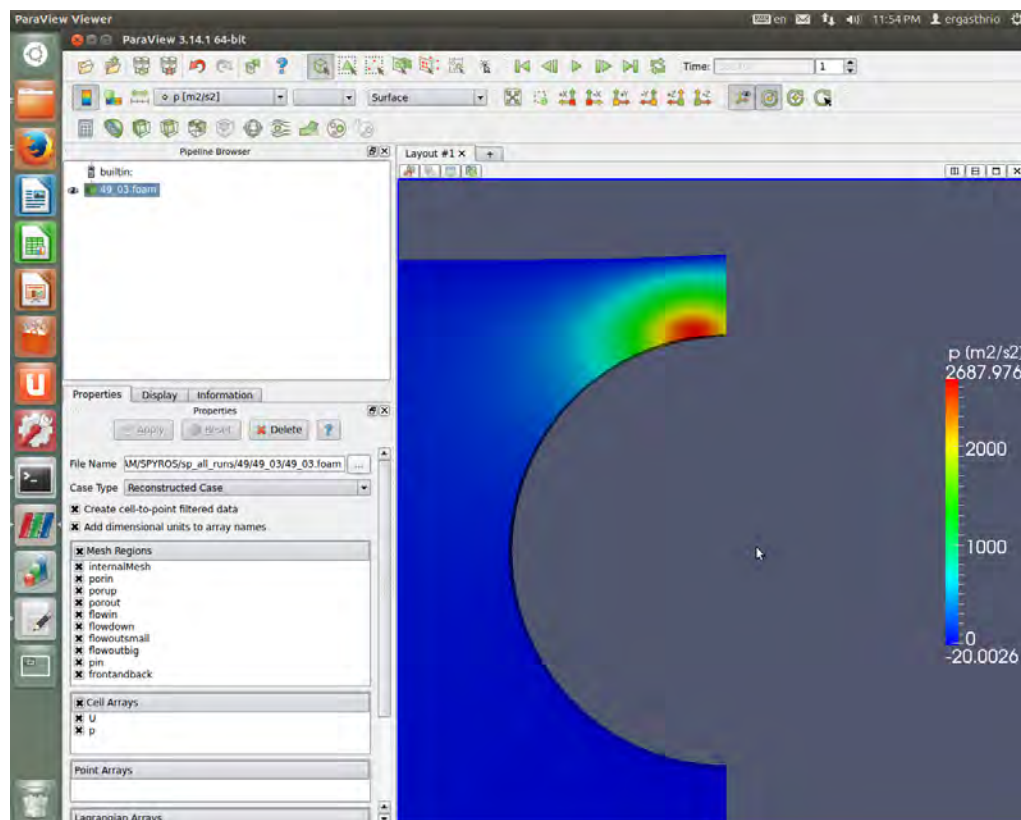 ParaView Viewer
en 11:54 PM ergasthrio
ParaView 3.14.1 64-bit
Time: 1
p [m2/s2] Surface
Pipeline Browser
Layout #1 x +
builtin:
49_03.foam
p (m2/s2)
2687.976
2000
1000
0
-20.0026
Properties Display Information
Properties
Apply Reset Delete ?
File Name AM/SPYROS/sp_all_runs/49/49_03/49_03.foam ...
Case Type Reconstructed Case
Create cell-to-point filtered data
Add dimensional units to array names
Mesh Regions
internalMesh
porin
porup
porout
flowin
flowdown
flowoutsmall
flowoutbig
pin
frontandback
Cell Arrays
U
p
Point Arrays
Lagrangian Arrays